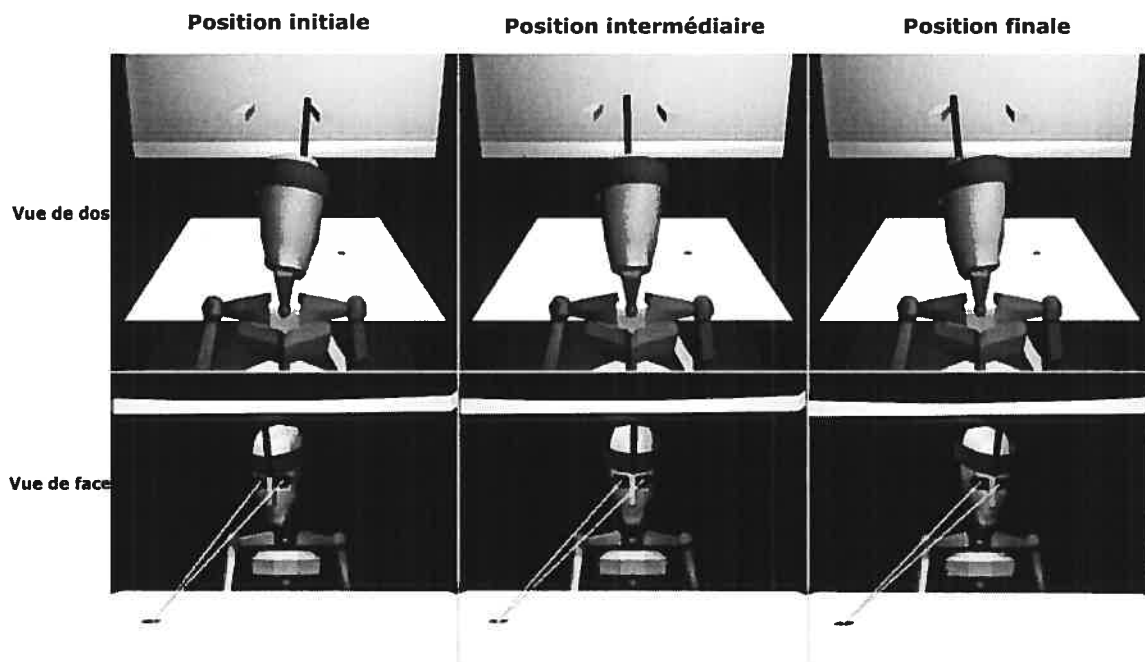 Position initiale
Position intermédiaire
Position finale
Vue de dos
Vue de face